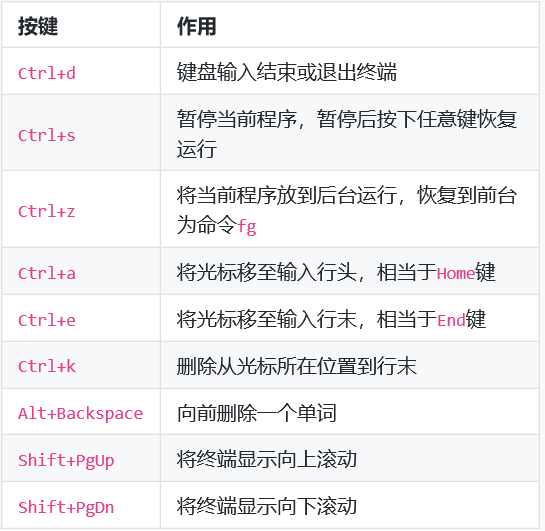 按键 作用
Ctrl+d 键盘输入结束或退出终端
Ctrl+s 暂停当前程序，暂停后按下任意键恢复
运行
Ctrl+z 将当前程序放到后台运行，恢复到前台
为命令fg
Ctrl+a 将光标移至输入行头，相当于Home键
Ctrl+e 将光标移至输入行末，相当于End键
Ctrl+k 删除从光标所在位置到行末
Alt+Backspace 向前删除一个单词
Shift+PgUp 将终端显示向上滚动
Shift+PgDn 将终端显示向下滚动